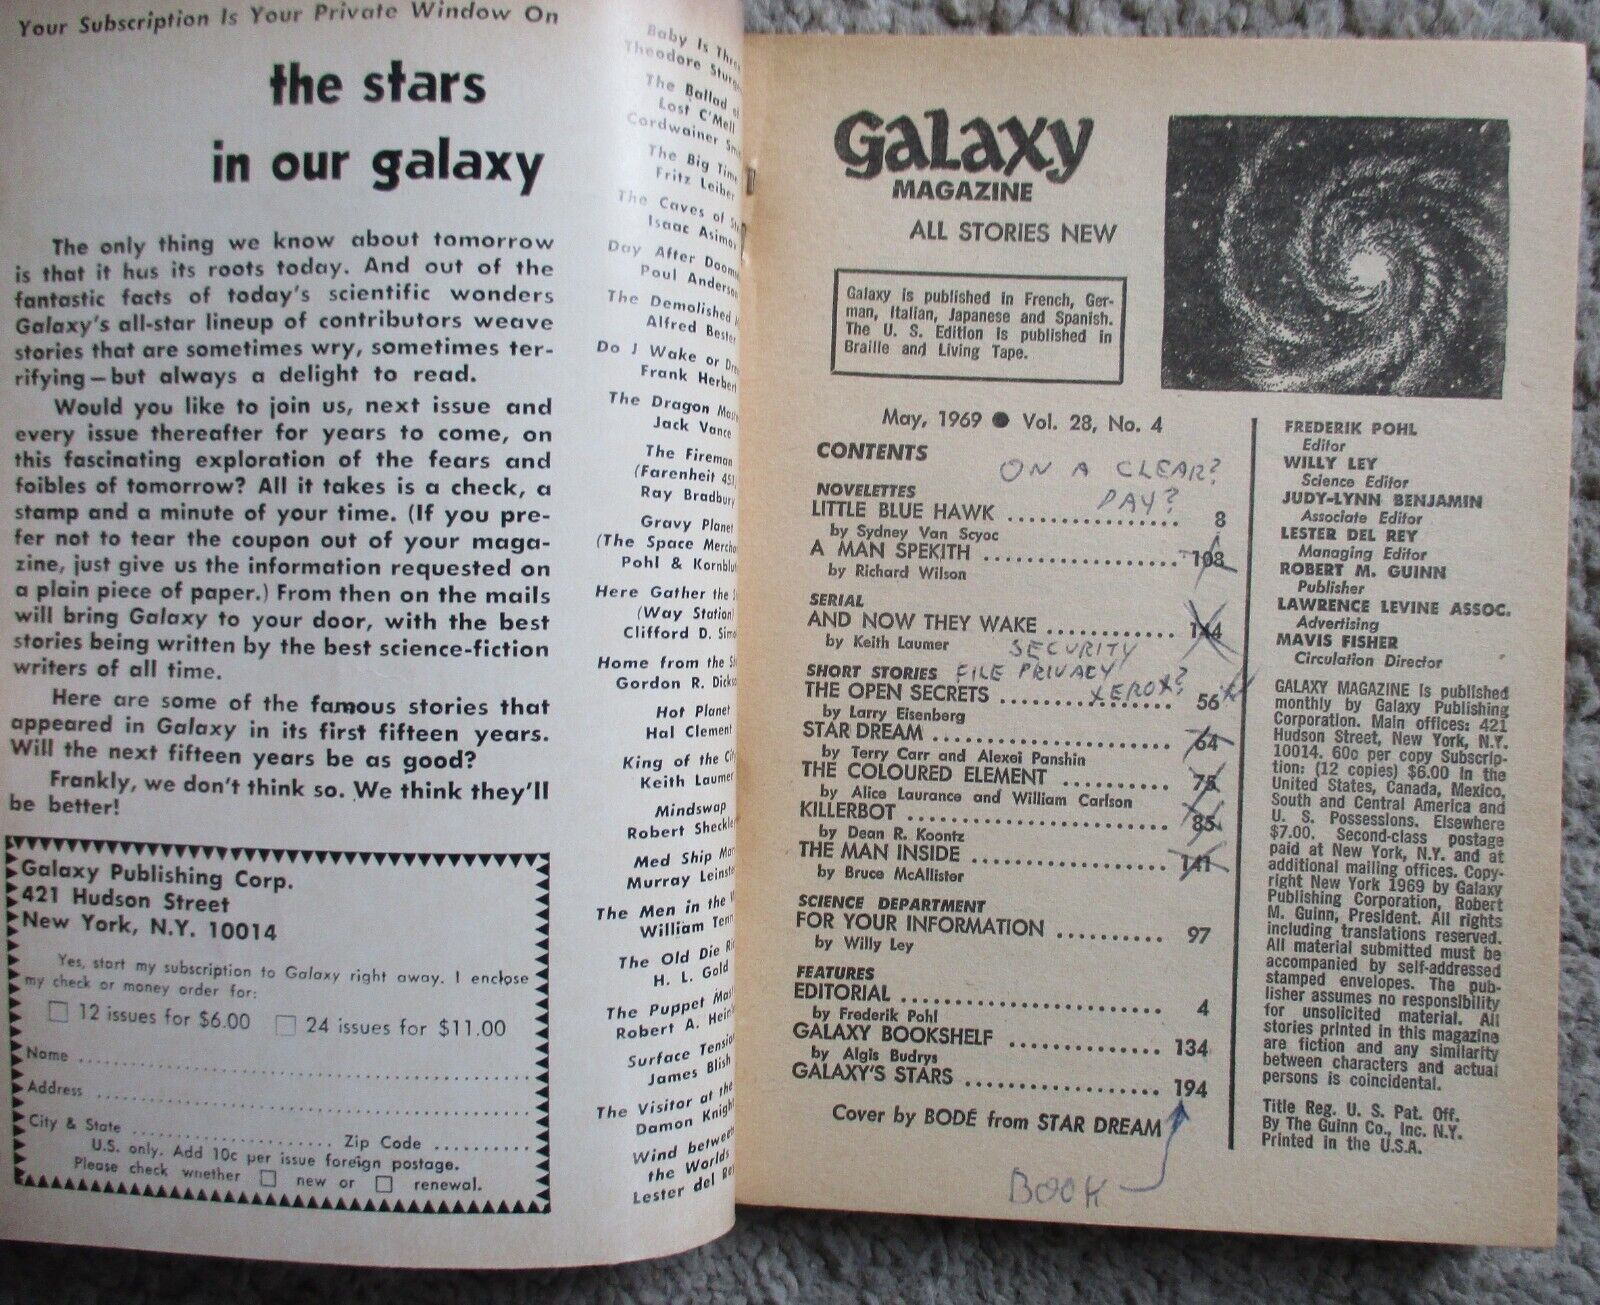 Your Subscription Is Your Private Window On
the stars
in our galaxy
The only thing we know about tomorrow
is that it has its roots today. And out of the
fantastic facts of today's scientific wonders
Galaxy's all-star lineup of contributors weave
stories that are sometimes wry, sometimes ter-
rifying—but always a delight to read.
Would you like to join us, next issue and
every issue thereafter for years to come, on
this fascinating exploration of the fears and
foibles of tomorrow? All it takes is a check, a
stamp and a minute of your time. (If you pre-
fer not to tear the coupon out of your maga-
zine, just give us the information requested on
a plain piece of paper.) From then on the mails
will bring Galaxy to your door, with the best
stories being written by the best science-fiction
writers of all time.
Here are some of the famous stories that
appeared in Galaxy in its first fifteen years.
Will the next fifteen years be as good?
Frankly, we don't think so. We think they'll
be better!
Galaxy Publishing Corp.
421 Hudson Street
New York, N.Y. 10014
Yes, start my subscription to Galaxy right away. I enclose
my check or money order for:
12 issues for $6.00 24 issues for $11.00
Name
Address
City & State Zip Code
U.S. only. Add 10c per issue foreign postage.
Please check whether new or renewal.
Baby Is
Theodore
The Ballad
Lost C'Mell
Cordwainer
The Big Time
Fritz Leiber
The Caves of
Isaac
Day After
Poul Anderson
The Demolished
Alfred
Do I Wake or
Frank
The Dragon
Jack Vance
The Fireman
(Farenheit
Ray Bradbury
Gravy Planet
(The Space
Pohl &
Here Gather the
(Way Station)
Clifford D.
Home from the
Gordon R.
Hot Planet
Hal Clement
King of the
Keith Laumer
Mindswap
Robert
Med Ship
Murray
The Men in the
William
The Old Die
H. L. Gold
The Puppet
Robert A.
Surface
James Blish
The Visitor at the
Damon Knight
Wind between
the Worlds
Lester del
Galaxy
MAGAZINE
ALL STORIES NEW
Galaxy is published in French, Ger-
man, Italian, Japanese and Spanish.
The U. S. Edition is published in
Braille and Living Tape.
May, 1969 ● Vol. 28, No. 4
CONTENTS
ON A CLEAR?
DAY?
NOVELETTES
LITTLE BLUE HAWK .................. 8
by Sydney Van Scyoc
A MAN SPEKITH .................. 108
by Richard Wilson
SERIAL
AND NOW THEY WAKE ............ 144
by Keith Laumer
SECURITY
FILE PRIVACY
XEROX?
SHORT STORIES
THE OPEN SECRETS .................. 56
by Larry Eisenberg
STAR DREAM .................. 64
by Terry Carr and Alexei Panshin
THE COLOURED ELEMENT .......... 75
by Alice Laurance and William Carlson
KILLERBOT .................. 85
by Dean R. Koontz
THE MAN INSIDE .................. 141
by Bruce McAllister
SCIENCE DEPARTMENT
FOR YOUR INFORMATION .......... 97
by Willy Ley
FEATURES
EDITORIAL .................. 4
by Frederik Pohl
GALAXY BOOKSHELF .............. 134
by Algis Budrys
GALAXY'S STARS .................. 194
Cover by BODÉ from STAR DREAM
BOOK
FREDERIK POHL
Editor
WILLY LEY
Science Editor
JUDY-LYNN BENJAMIN
Associate Editor
LESTER DEL REY
Managing Editor
ROBERT M. GUINN
Publisher
LAWRENCE LEVINE ASSOC.
Advertising
MAVIS FISHER
Circulation Director
GALAXY MAGAZINE is published
monthly by Galaxy Publishing
Corporation. Main offices: 421
Hudson Street, New York, N.Y.
10014. 60c per copy Subscrip-
tion: (12 copies) $6.00 in the
United States, Canada, Mexico,
South and Central America and
U. S. Possessions. Elsewhere
$7.00. Second-class postage
paid at New York, N.Y. and at
additional mailing offices. Copy-
right New York 1969 by Galaxy
Publishing Corporation, Robert
M. Guinn, President. All rights
including translations reserved.
All material submitted must be
accompanied by self-addressed
stamped envelopes. The pub-
lisher assumes no responsibility
for unsolicited material. All
stories printed in this magazine
are fiction and any similarity
between characters and actual
persons is coincidental.
Title Reg. U. S. Pat. Off.
By The Guinn Co., Inc. N.Y.
Printed in the U.S.A.